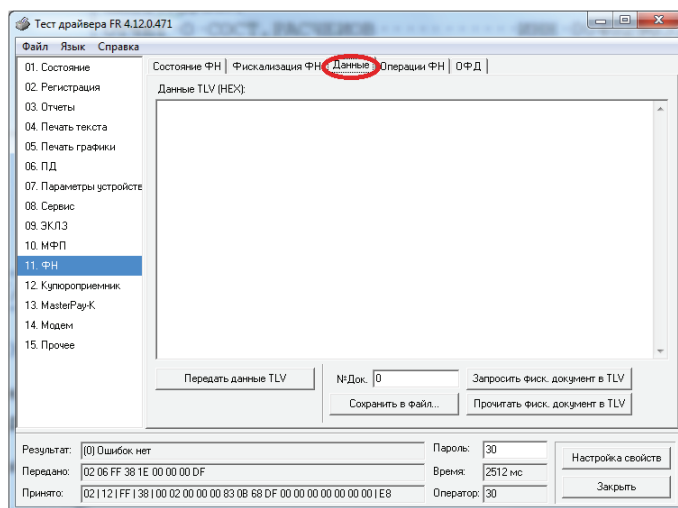 Тест драйвера FR 4.12.0.471
Файл Язык Справка
01. Состояние
02. Регистрация
03. Отчеты
04. Печать текста
05. Печать графики
06. ПД
07. Параметры устройств
08. Сервис
09. ЭКЛЗ
10. МФП
11. ФН
12. Купюроприемник
13. MasterPay-K
14. Модем
15. Прочее
Состояние ФН Фискализация ФН Данные Операции ФН ОФД
Данные TLV (HEX):
Передать данные TLV
№Док. 0
Запросить фиск. документ в TLV
Сохранить в файл...
Прочитать фиск. документ в TLV
Результат: (0) Ошибок нет
Пароль: 30
Настройка свойств
Передано: 02 06 FF 38 1E 00 00 00 DF
Время: 2512 мс
Принято: 02 | 12 | FF | 38 | 00 02 00 00 00 83 0B 68 DF 00 00 00 00 00 00 00 | E8
Оператор: 30
Закрыть